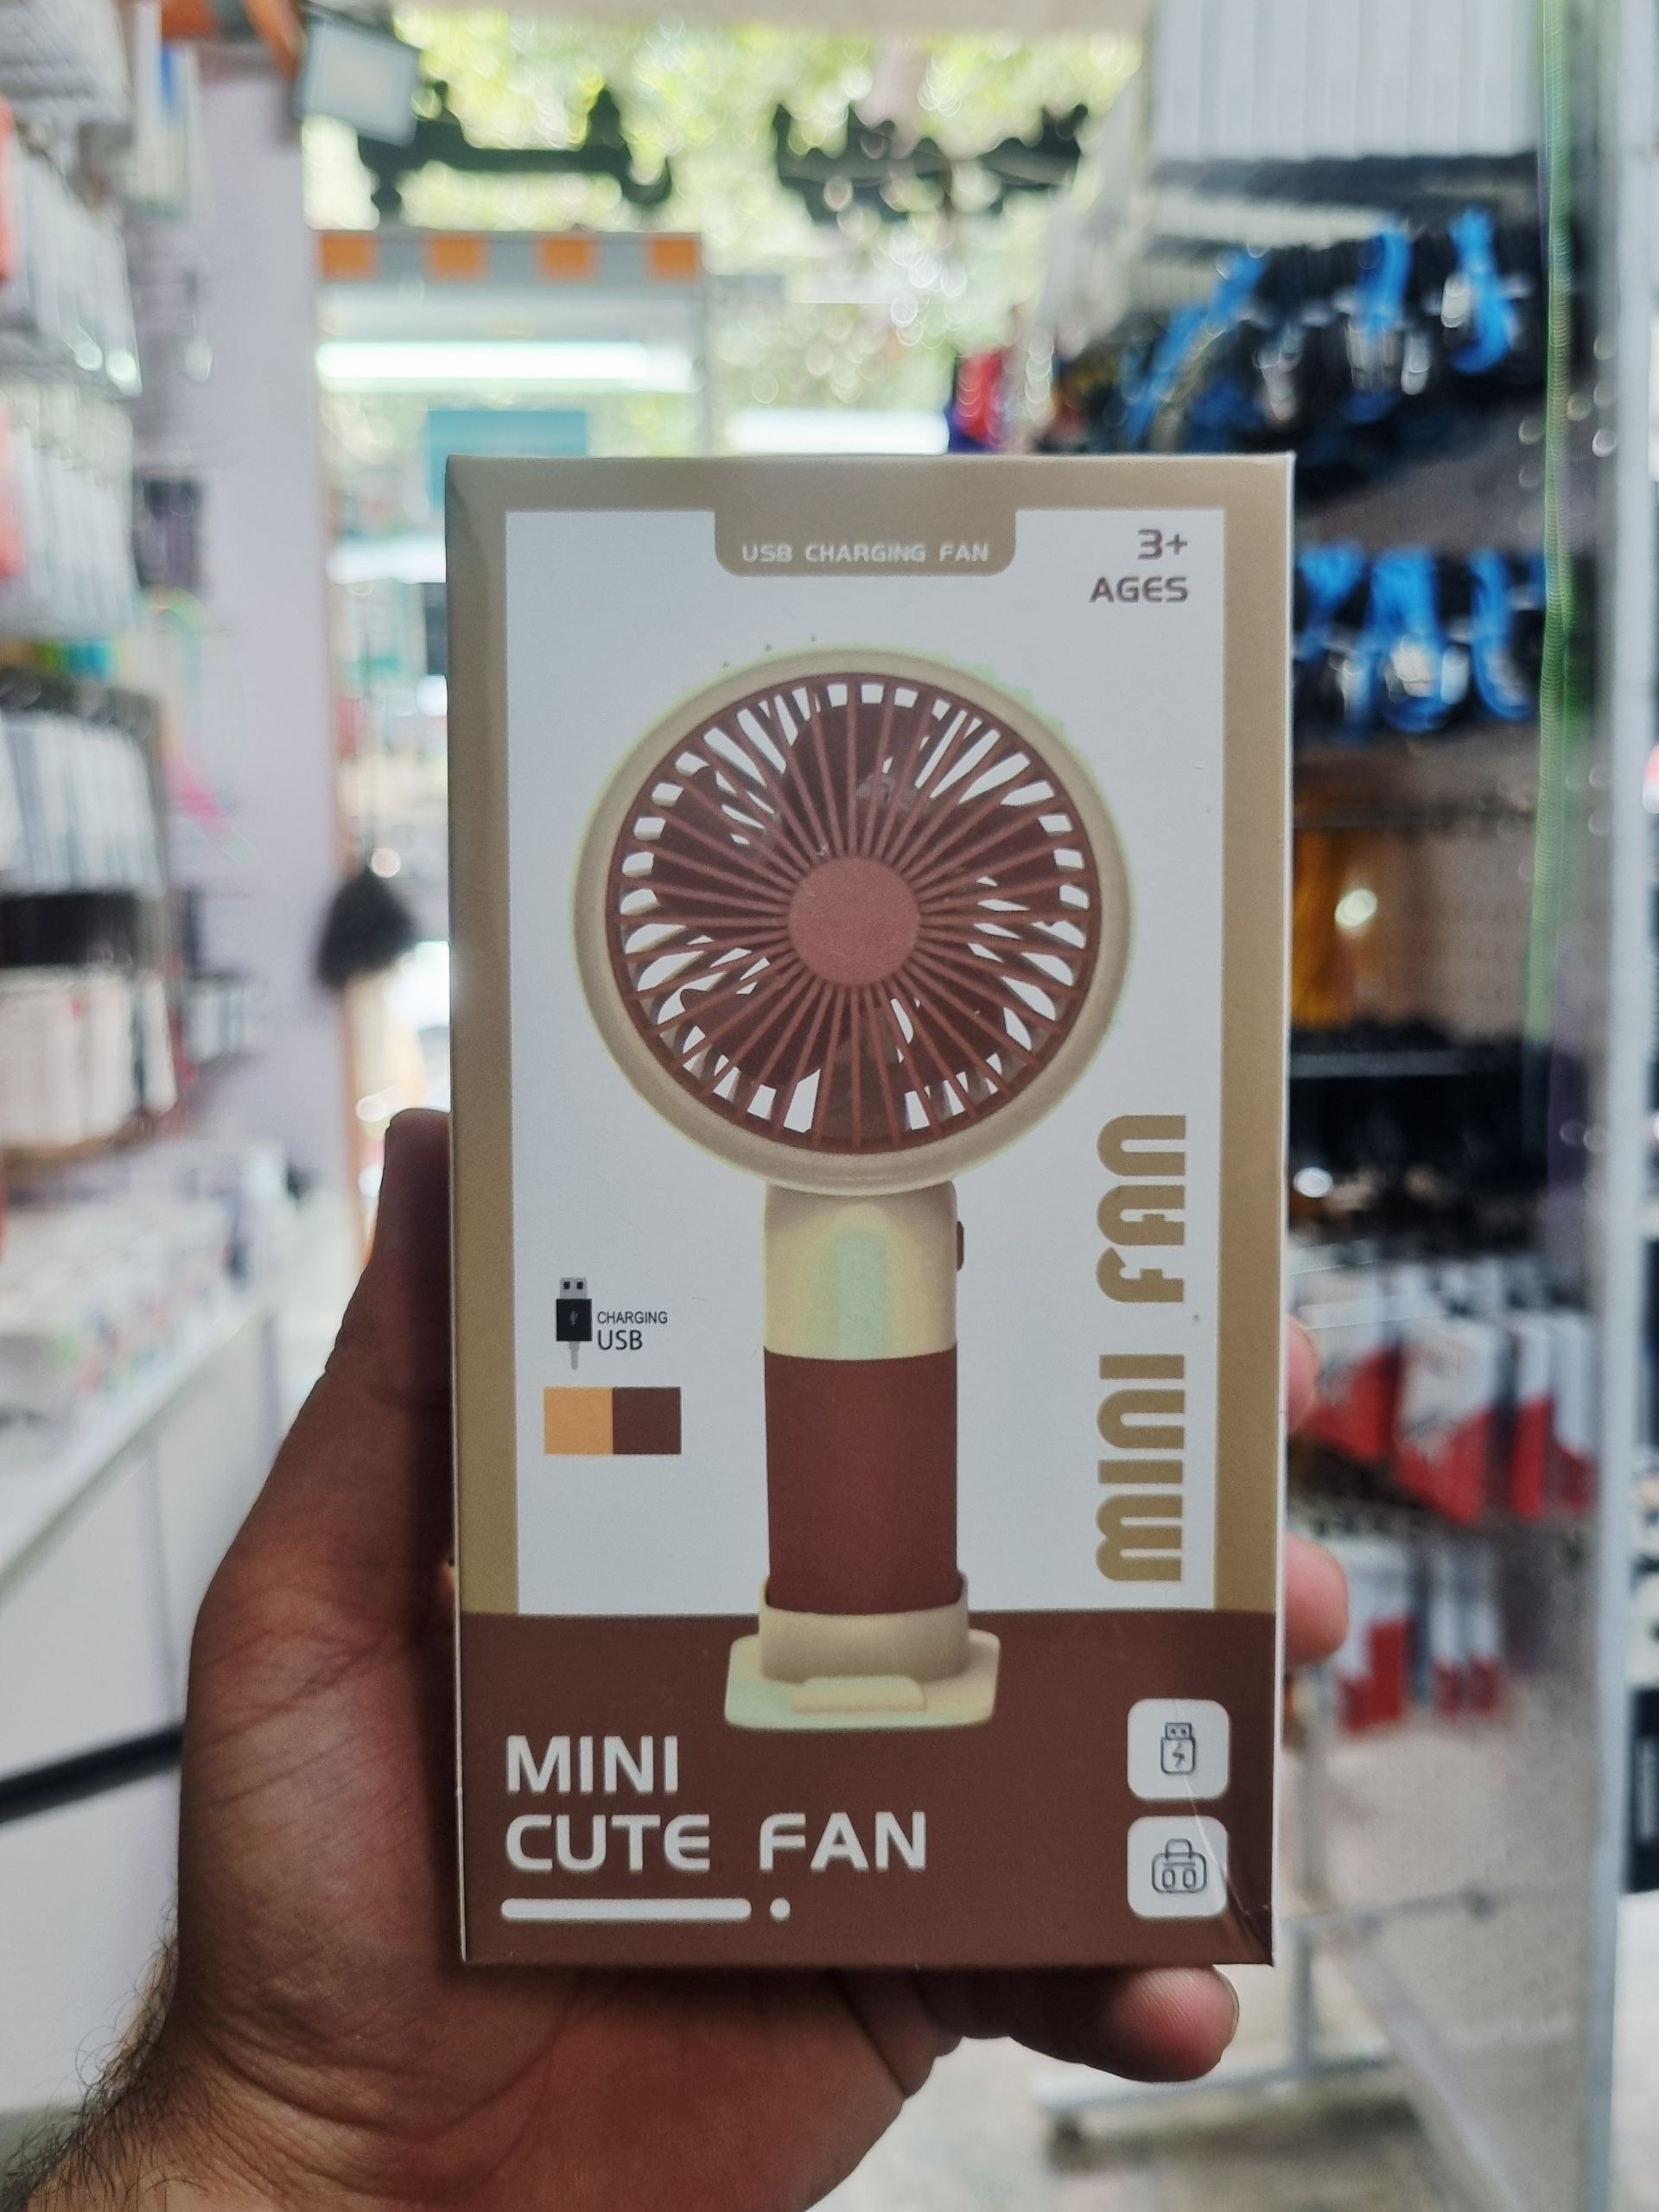 USB CHARGING FAN
3+
AGES
MINI FAN
CHARGING
USB
MINI
CUTE FAN